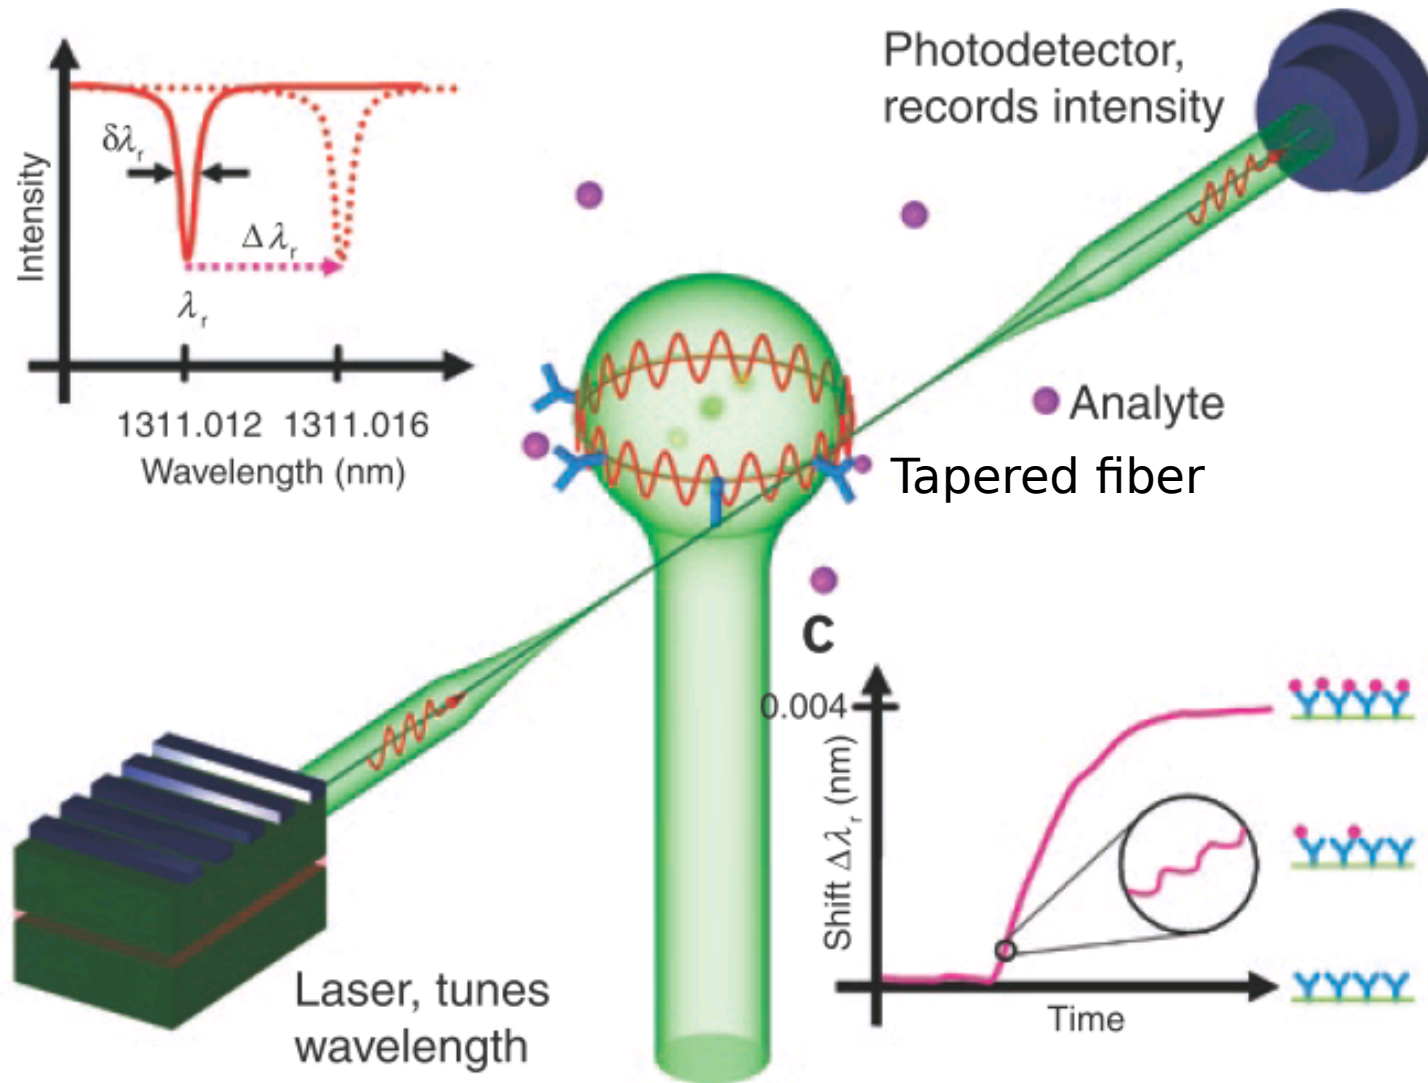 Photodetector,
records intensity
Intensity
δλr
Δλr
λr
1311.012 1311.016
Wavelength (nm)
Analyte
Tapered fiber
C
0.004
Shift Δλr (nm)
Time
Laser, tunes
wavelength